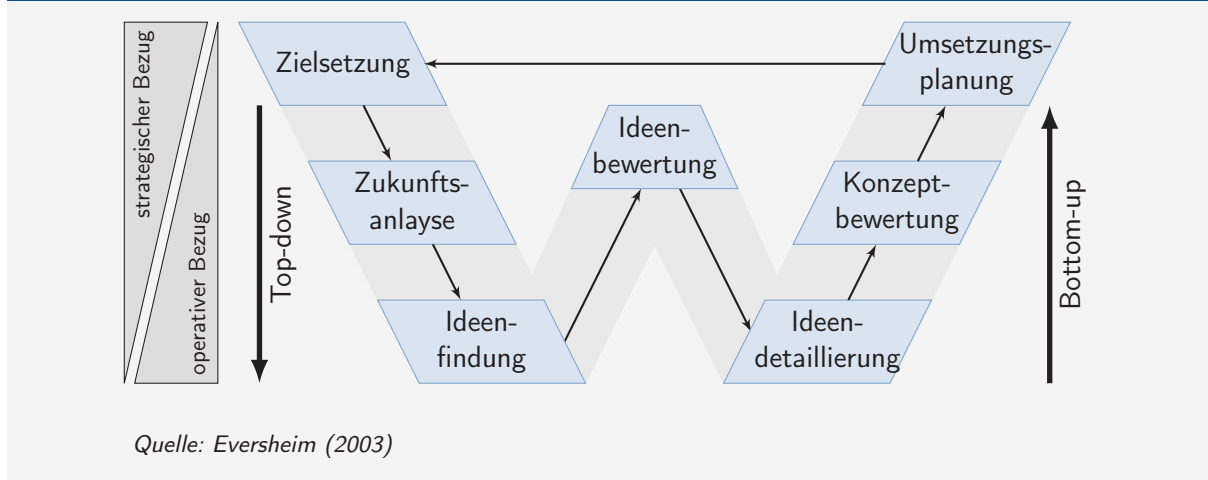 strategischer Bezug
operativer Bezug
Top-down
Zielsetzung
Zukunfts-
anlayse
Ideen-
findung
Ideen-
bewertung
Ideen-
detaillierung
Konzept-
bewertung
Umsetzungs-
planung
Bottom-up
Quelle: Eversheim (2003)